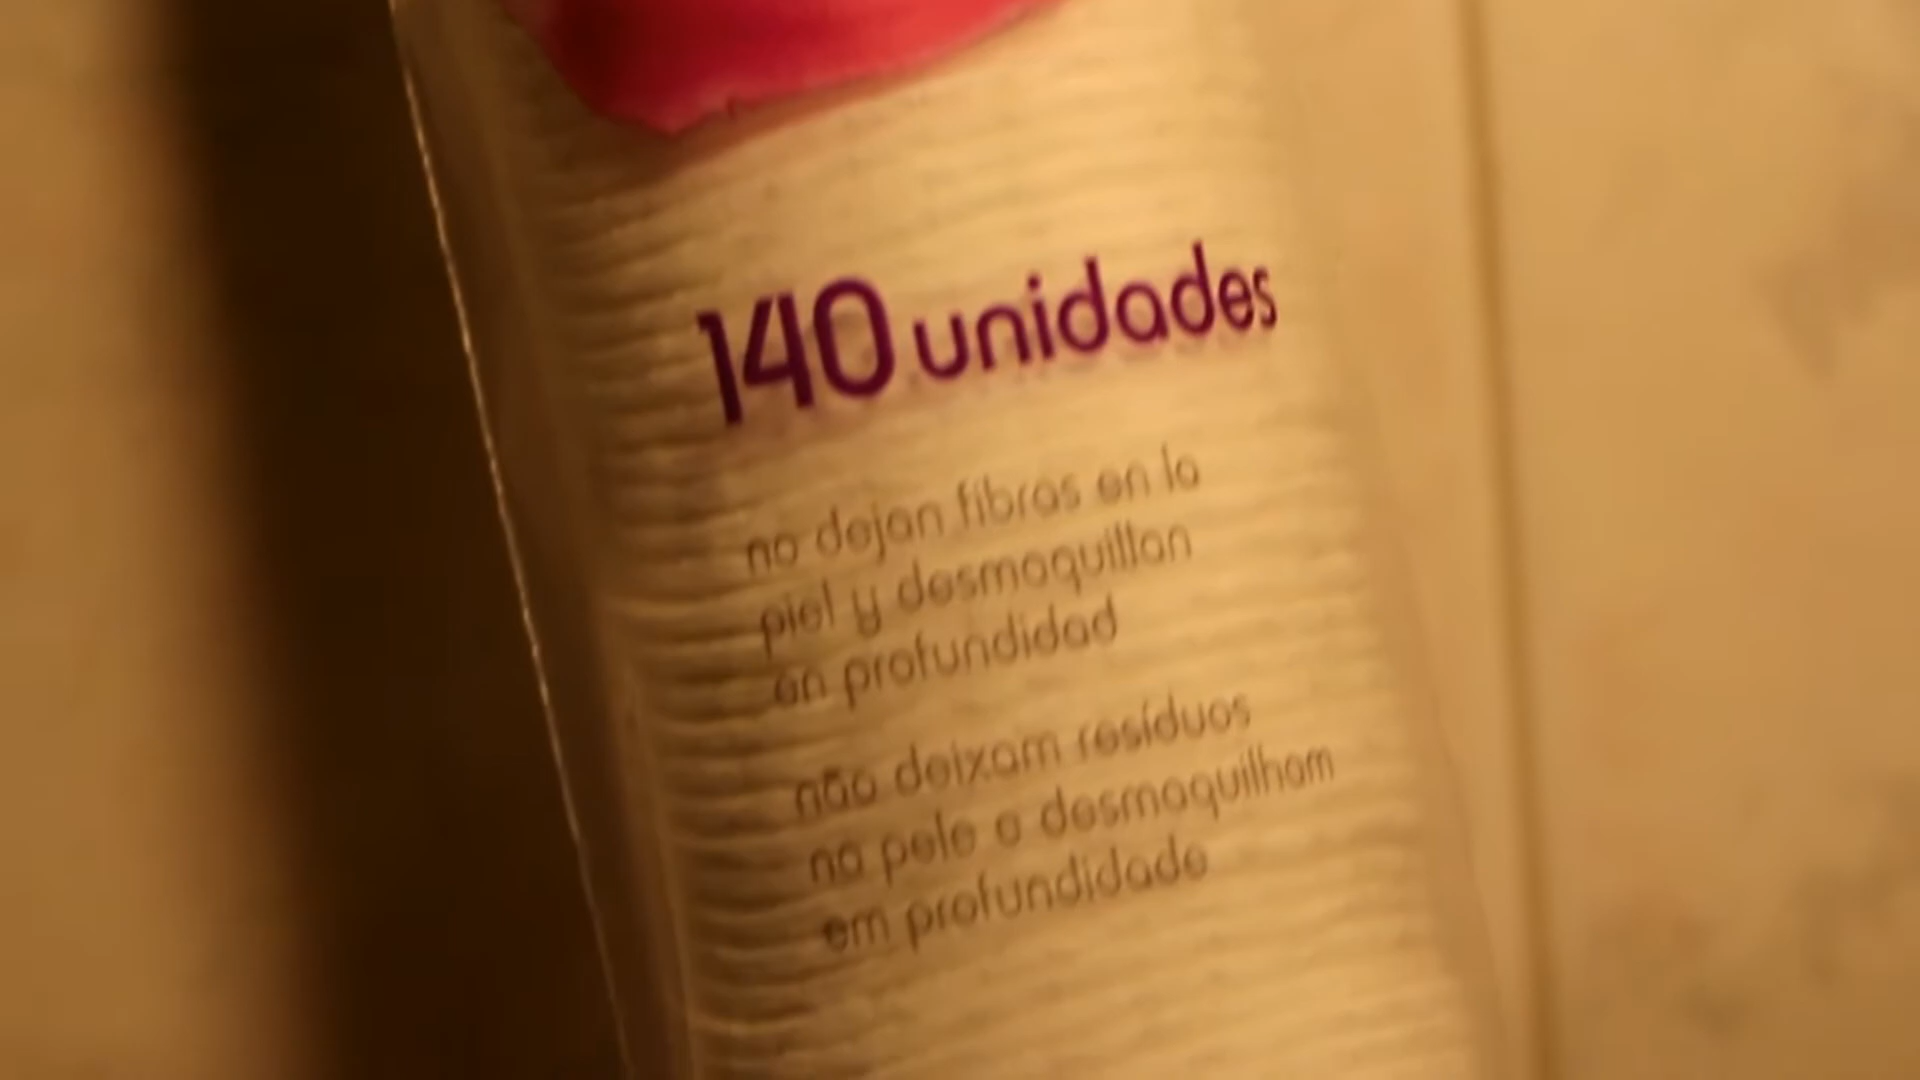 140 unidades
no dejan fibras en la
piel y desmaquillan
en profundidad
não deixam resíduos
na pele e desmaquilham
em profundidade